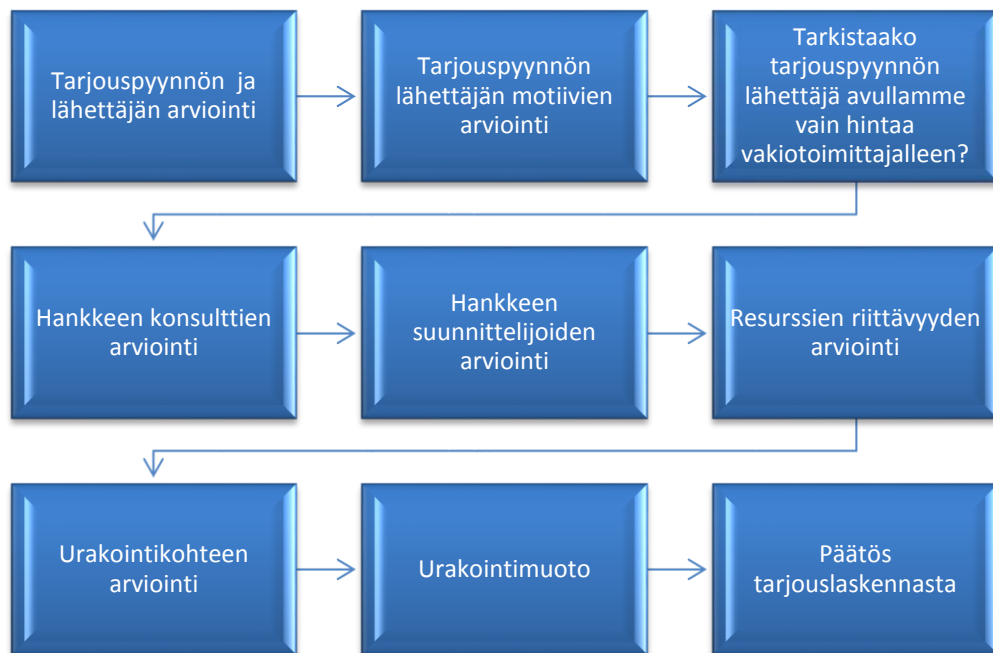 Tarjouspyynnön ja
lähettäjän arviointi
Tarjouspyynnön
lähettäjän motiivien
arviointi
Tarkistaako
tarjouspyynnön
lähettäjä avullamme
vain hintaa
vakiotoimittajalleen?
Hankkeen konsulttien
arviointi
Hankkeen
suunnittelijoiden
arviointi
Resurssien riittävyyden
arviointi
Urakointikohteen
arviointi
Urakointimuoto
Päätös
tarjouslaskennasta